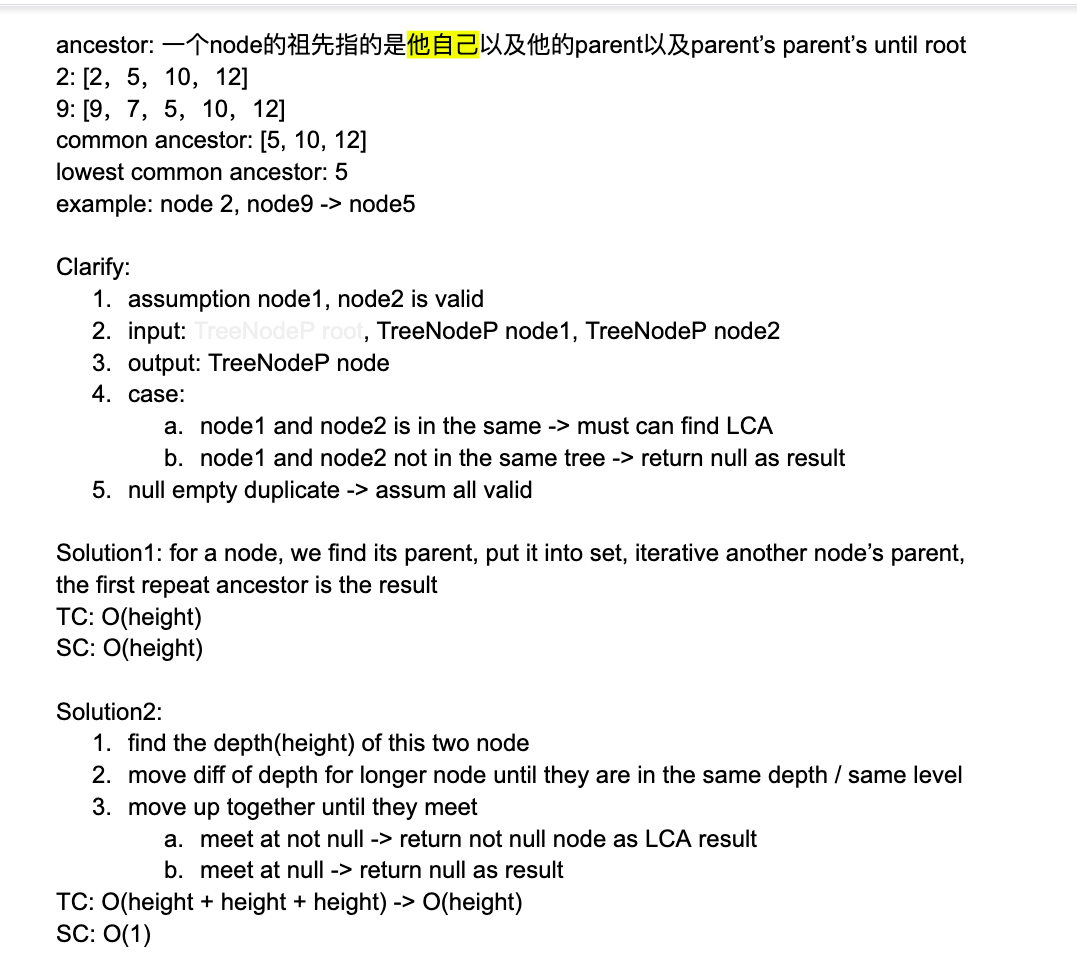 ancestor: 一个node的祖先指的是他自己以及他的parent以及parent’s parent’s until root
2: [2, 5, 10, 12]
9: [9, 7, 5, 10, 12]
common ancestor: [5, 10, 12]
lowest common ancestor: 5
example: node 2, node9 -> node5
Clarify:
1. assumption node1, node2 is valid
2. input: TreeNodeP root, TreeNodeP node1, TreeNodeP node2
3. output: TreeNodeP node
4. case:
a. node1 and node2 is in the same -> must can find LCA
b. node1 and node2 not in the same tree -> return null as result
5. null empty duplicate -> assum all valid
Solution1: for a node, we find its parent, put it into set, iterative another node’s parent,
the first repeat ancestor is the result
TC: O(height)
SC: O(height)
Solution2:
1. find the depth(height) of this two node
2. move diff of depth for longer node until they are in the same depth / same level
3. move up together until they meet
a. meet at not null -> return not null node as LCA result
b. meet at null -> return null as result
TC: O(height + height + height) -> O(height)
SC: O(1)